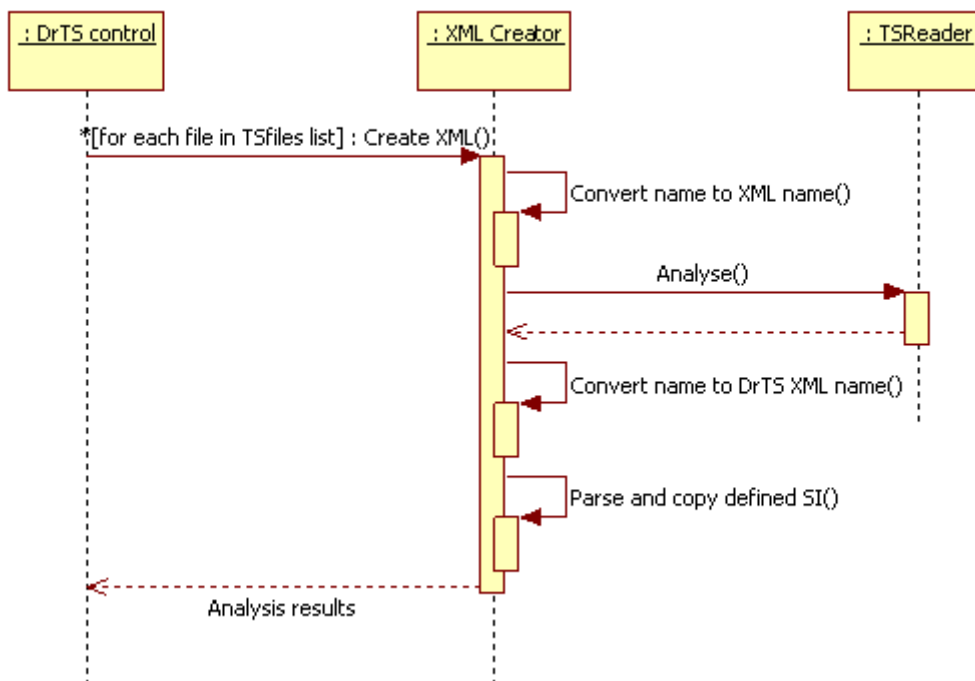 : DrTS control
: XML Creator
: TSReader
*[for each file in TSfiles list] : Create XML()
Convert name to XML name()
Analyse()
Convert name to DrTS XML name()
Parse and copy defined SI()
Analysis results